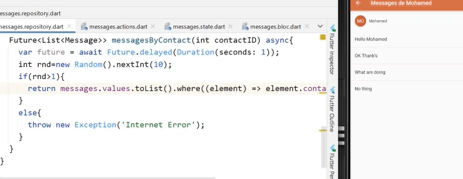 messages.repository.dart
.repository.dart
messages.actions.dart
messages.state.dart
messages.bloc.dart
Future<List<Message>> messagesByContact(int contactID) async{
var future = await Future.delayed(Duration(seconds: 1));
int rnd=new Random().nextInt(10);
if(rnd>1){
return messages.values.toList().where((element) => element.conta
}
else{
throw new Exception('Internet Error');
}
}
}
Flutter Inspector
Flutter Outline
Flutter Per
Messages de Mohamed
MO
Mohamed
Hello Mohamed
OK Thank's
What are doing
No thing